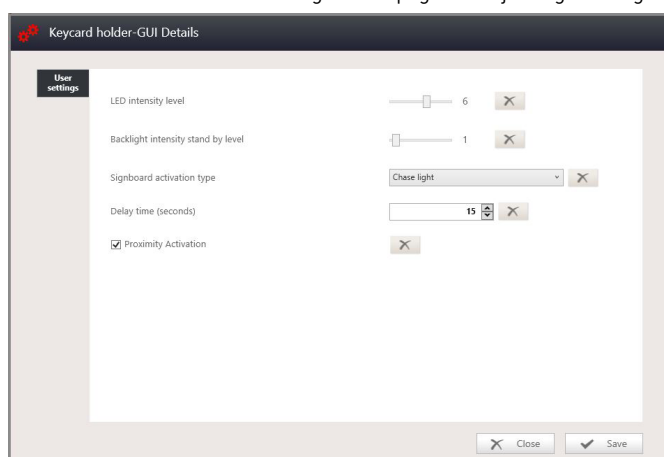 Keycard holder-GUI Details
User
settings
LED intensity level
6
Backlight intensity stand by level
1
Signboard activation type
Chase light
Delay time (seconds)
15
Proximity Activation
Close
Save